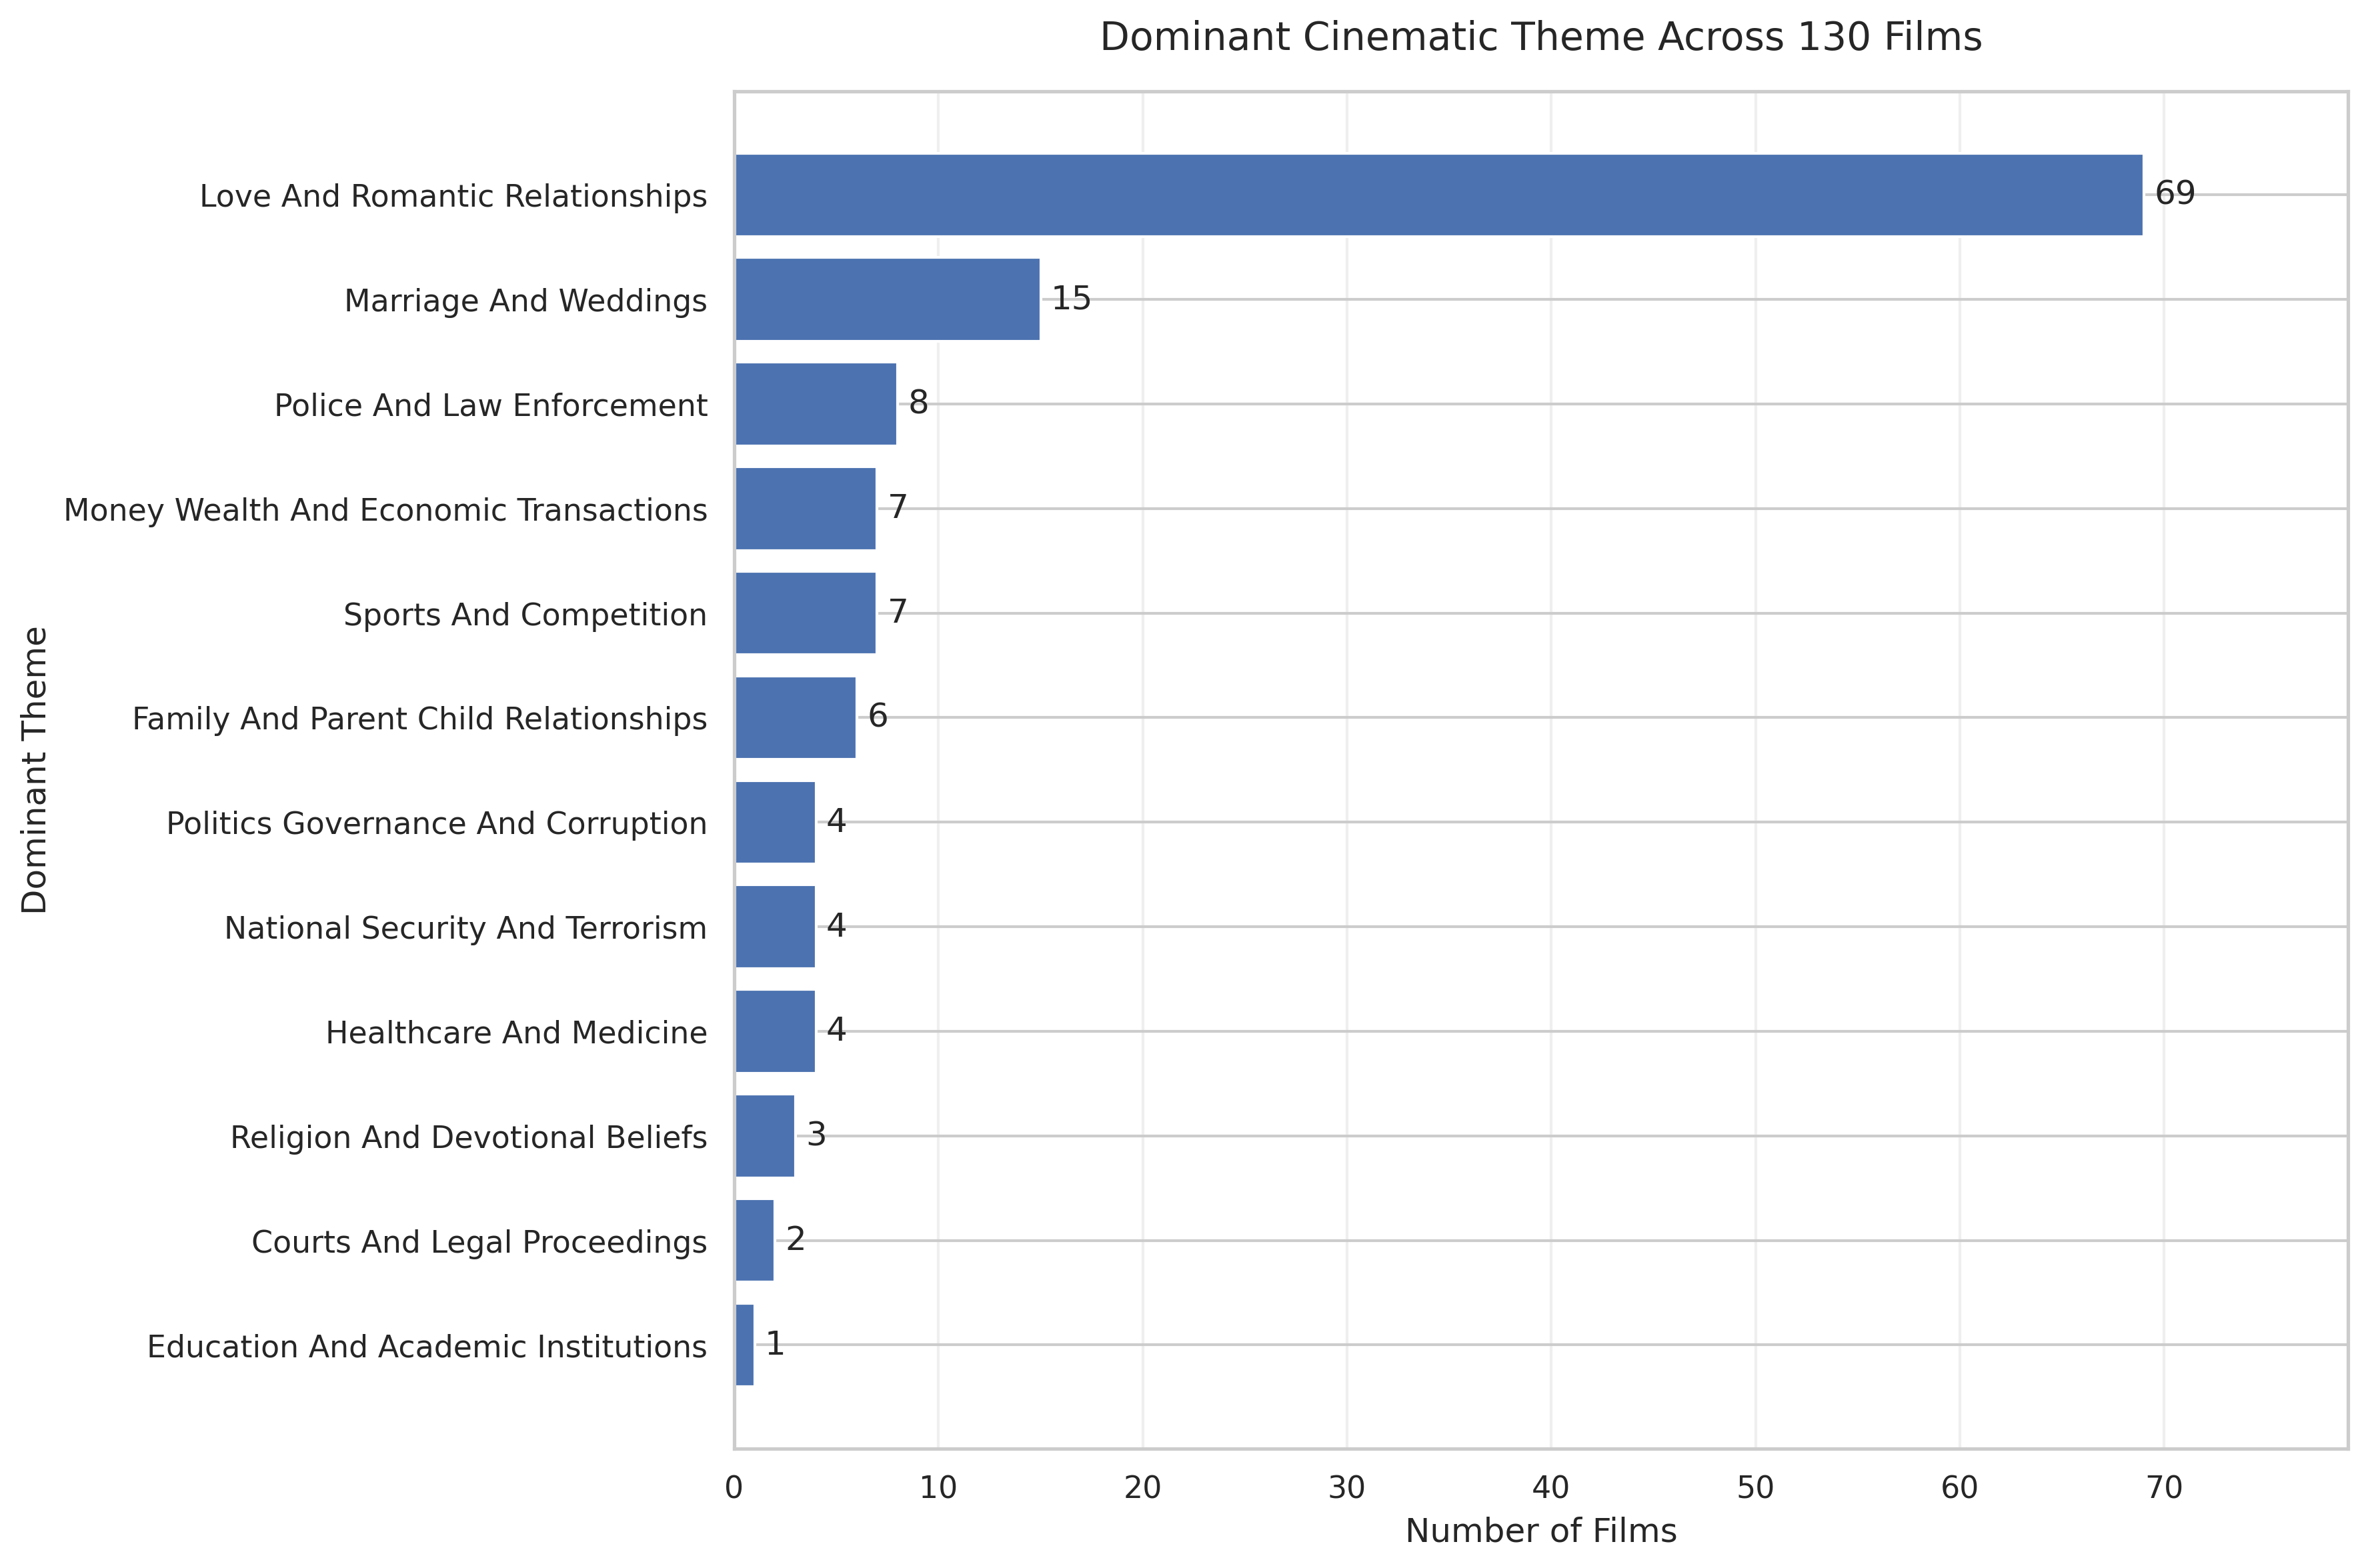 Dominant Cinematic Theme Across 130 Films
Dominant Theme
Love And Romantic Relationships 69
Marriage And Weddings 15
Police And Law Enforcement 8
Money Wealth And Economic Transactions 7
Sports And Competition 7
Family And Parent Child Relationships 6
Politics Governance And Corruption 4
National Security And Terrorism 4
Healthcare And Medicine 4
Religion And Devotional Beliefs 3
Courts And Legal Proceedings 2
Education And Academic Institutions 1
0 10 20 30 40 50 60 70
Number of Films